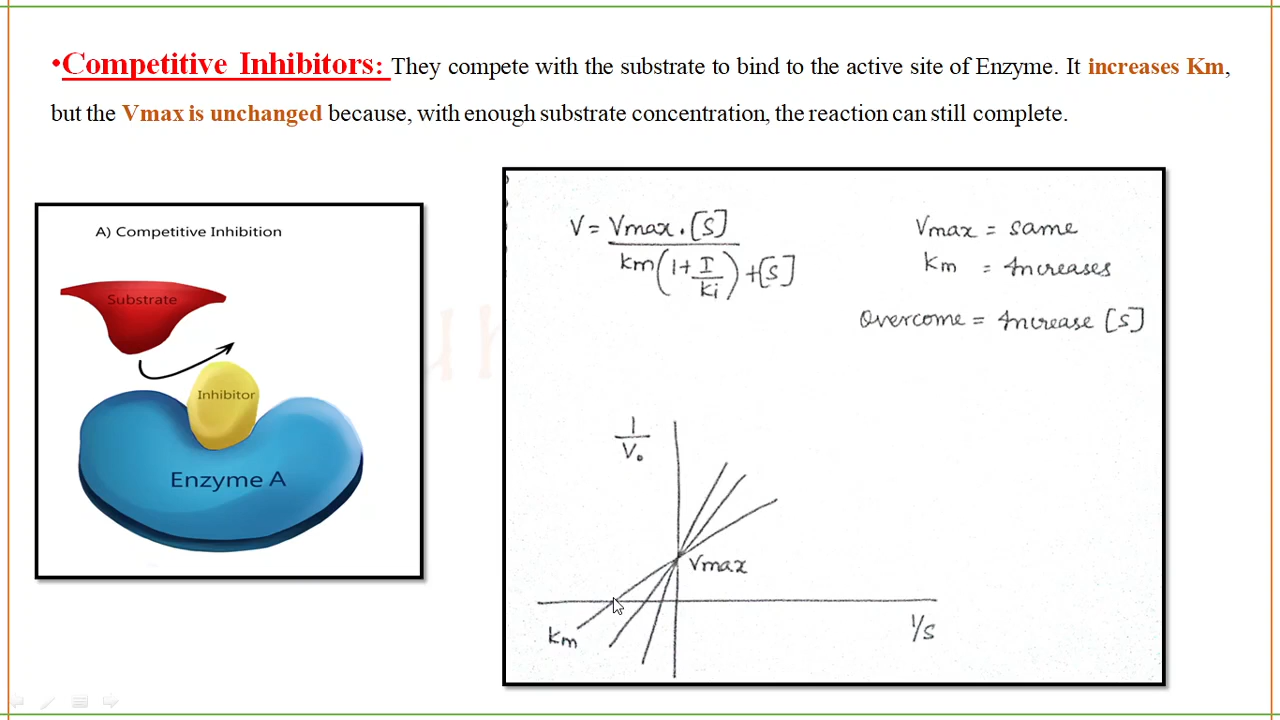 •Competitive Inhibitors: They compete with the substrate to bind to the active site of Enzyme. It increases Km,
but the Vmax is unchanged because, with enough substrate concentration, the reaction can still complete.
A) Competitive Inhibition
Substrate
Inhibitor
Enzyme A
V = Vmax . [S]
km (1 + I/ki) + [S]
Vmax = same
km = Increases
Overcome = Increase [S]
1/V₀
Vmax
km
1/S